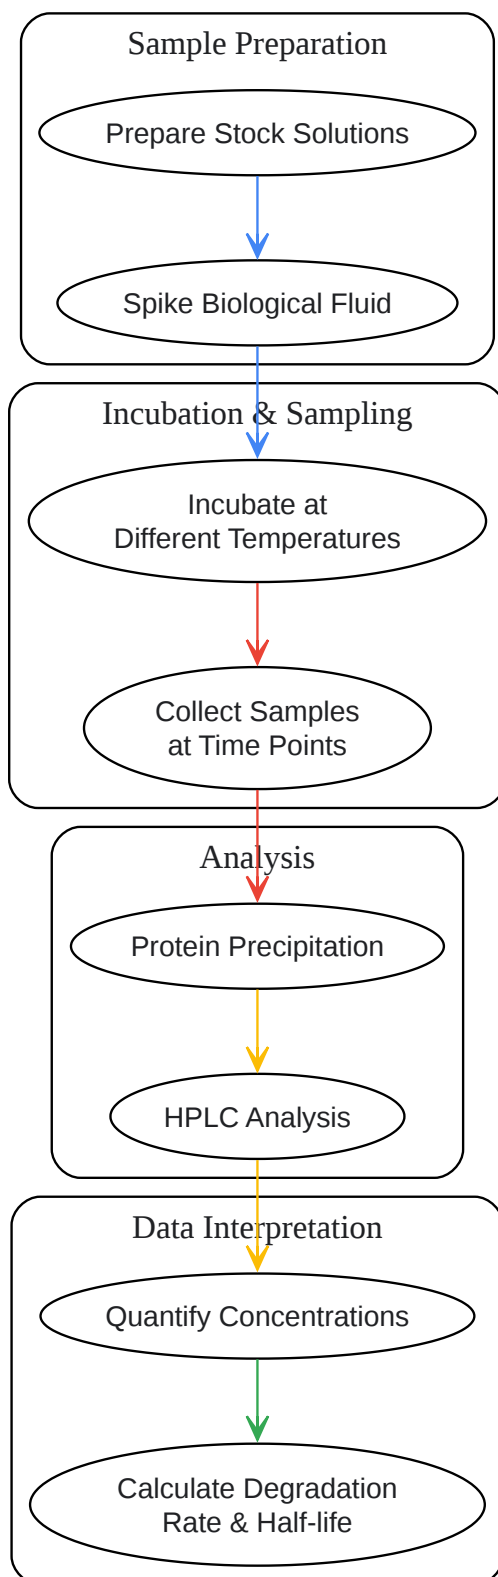 Sample Preparation
Prepare Stock Solutions
Spike Biological Fluid
Incubation & Sampling
Incubate at
Different Temperatures
Collect Samples
at Time Points
Analysis
Protein Precipitation
HPLC Analysis
Data Interpretation
Quantify Concentrations
Calculate Degradation
Rate & Half-life